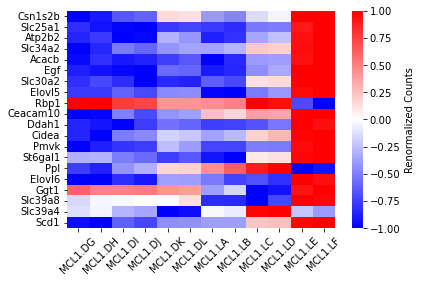 Csn1s2b
Slc25a1
Atp2b2
Slc34a2
Acacb
Egf
Slc30a2
Elovl5
Rbp1
Ceacam10
Ddah1
Cidea
Pmvk
St6gal1
Ppl
Elovl6
Ggt1
Slc39a8
Slc39a4
Scd1
MCL1.DG MCL1.DH MCL1.DI MCL1.DJ MCL1.DK MCL1.DL MCL1.LA MCL1.LB MCL1.LC MCL1.LD MCL1.LE MCL1.LF
1.00
0.75
0.50
0.25
0.00
−0.25
−0.50
−0.75
−1.00
Renormalized Counts